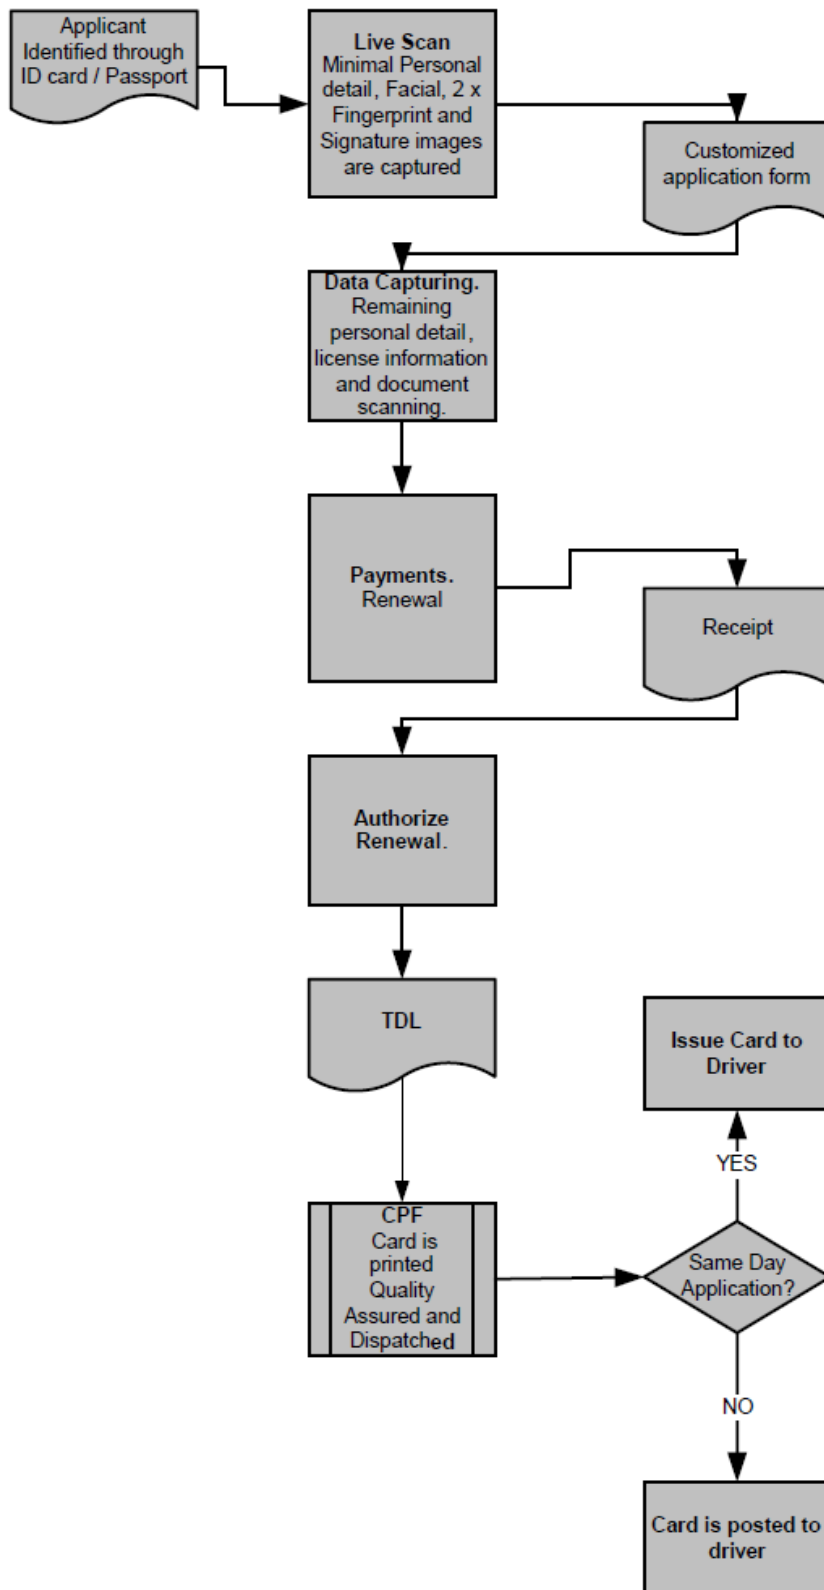 Applicant
Identified through
ID card / Passport
Live Scan
Minimal Personal
detail, Facial, 2 x
Fingerprint and
Signature images
are captured
Customized
application form
Data Capturing.
Remaining
personal detail,
license information
and document
scanning.
Payments.
Renewal
Receipt
Authorize
Renewal.
TDL
Issue Card to
Driver
YES
CPF
Card is
printed
Quality
Assured and
Dispatched
Same Day
Application?
NO
Card is posted to
driver